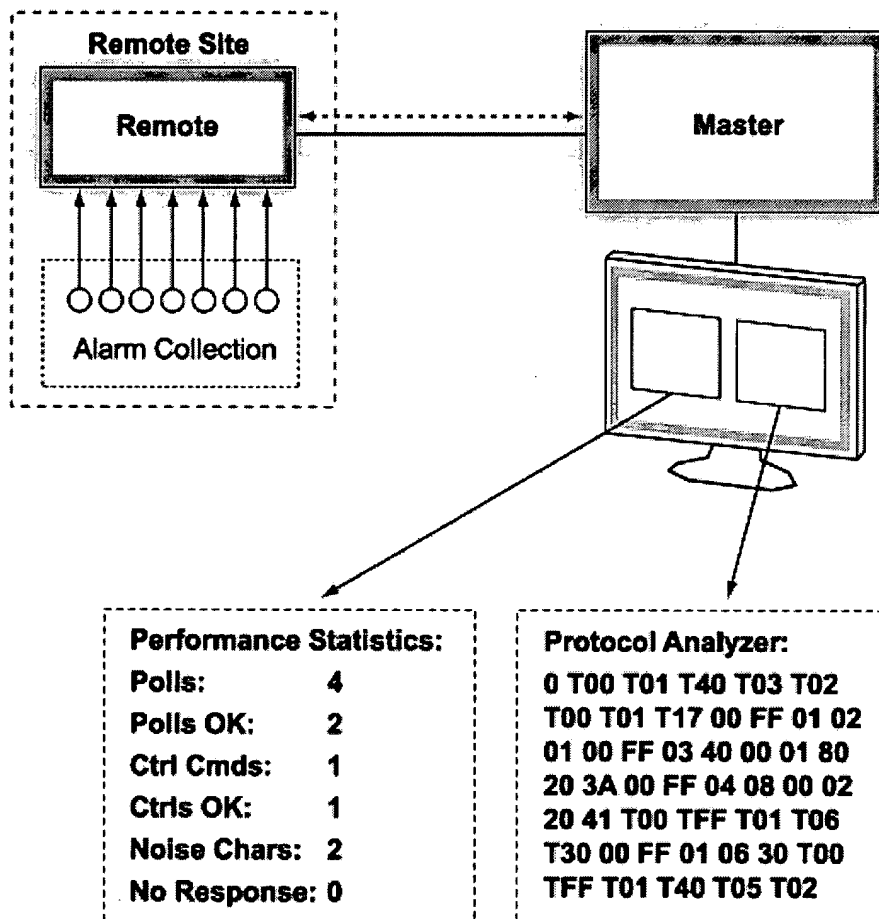 Remote Site
Remote
Master
Alarm Collection
Performance Statistics:
Polls: 4
Polls OK: 2
Ctrl Cmds: 1
Ctrls OK: 1
Noise Chars: 2
No Response: 0
Protocol Analyzer:
0 T00 T01 T40 T03 T02
T00 T01 T17 00 FF 01 02
01 00 FF 03 40 00 01 80
20 3A 00 FF 04 08 00 02
20 41 T00 TFF T01 T06
T30 00 FF 01 06 30 T00
TFF T01 T40 T05 T02